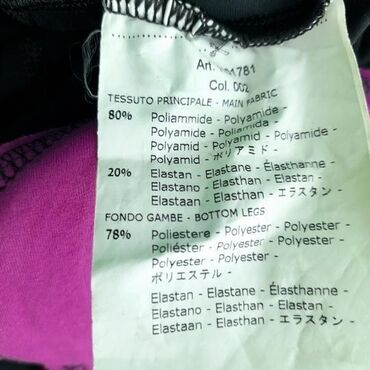 Art. 781
Col. 002
TESSUTO PRINCIPALE - MAIN FABRIC
80% Poliammide - Polyamide -
Polyamide - Poliamida -
Polyamid - Polyamid - Polyamide -
Polyamid - ポリアミド -
20% Elastan - Elastane - Élasthanne -
Elastano - Elasthan - Elastan -
Elastaan - Elasthan - エラスタン -
FONDO GAMBE - BOTTOM LEGS
78% Poliestere - Polyester - Polyester -
Poliéster - Polyester - Polyester -
Polyester - Polyester -
ポリエステル -
Elastan - Elastane - Élasthanne -
Elastano - Elasthan - Elastan -
Elastaan - Elasthan - エラスタン -